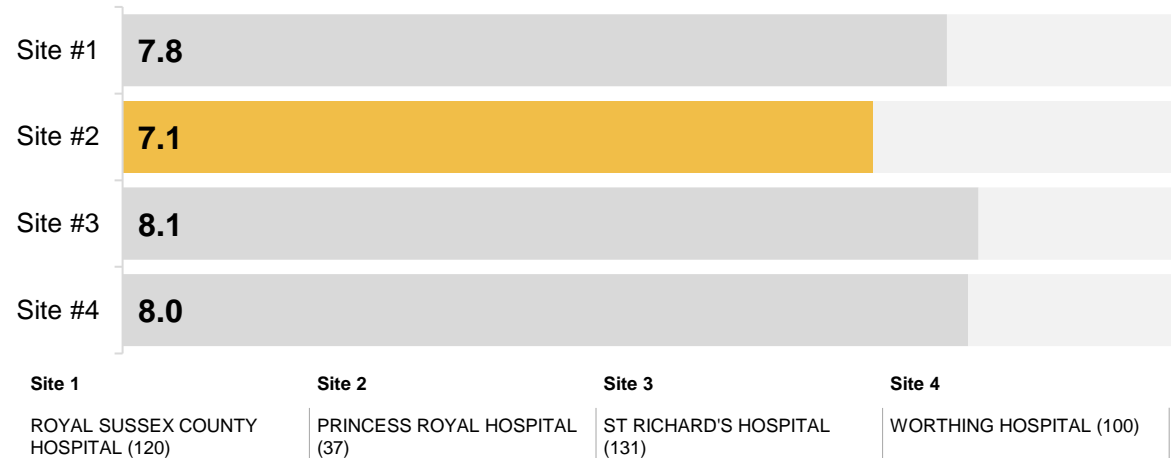 Site #1
7.8
Site #2
7.1
Site #3
8.1
Site #4
8.0
Site 1
Site 2
Site 3
Site 4
ROYAL SUSSEX COUNTY
HOSPITAL (120)
PRINCESS ROYAL HOSPITAL
(37)
ST RICHARD'S HOSPITAL
(131)
WORTHING HOSPITAL (100)